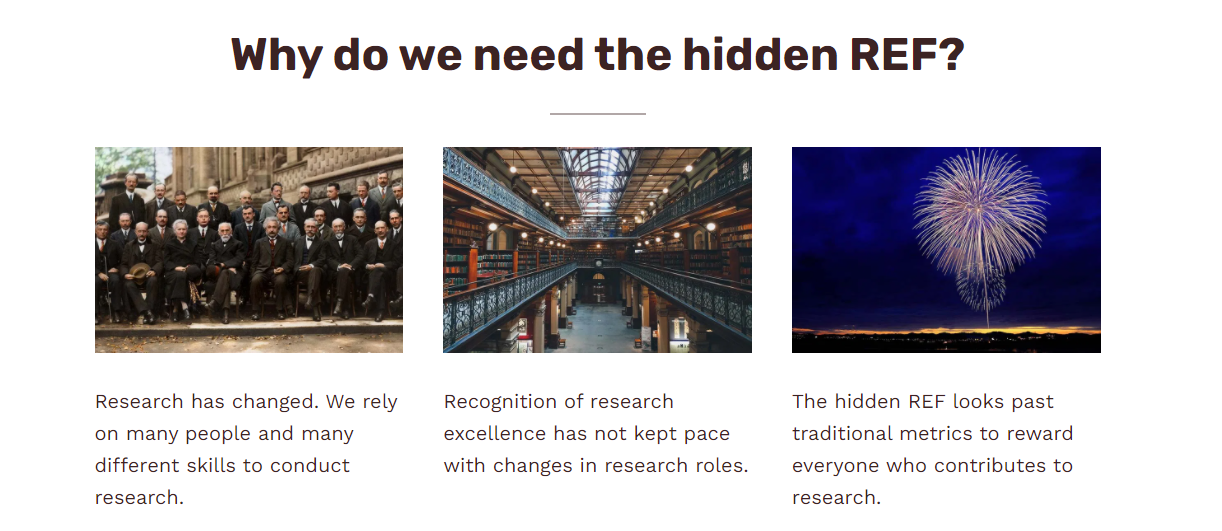 Why do we need the hidden REF?
Research has changed. We rely
on many people and many
different skills to conduct
research.
Recognition of research
excellence has not kept pace
with changes in research roles.
The hidden REF looks past
traditional metrics to reward
everyone who contributes to
research.